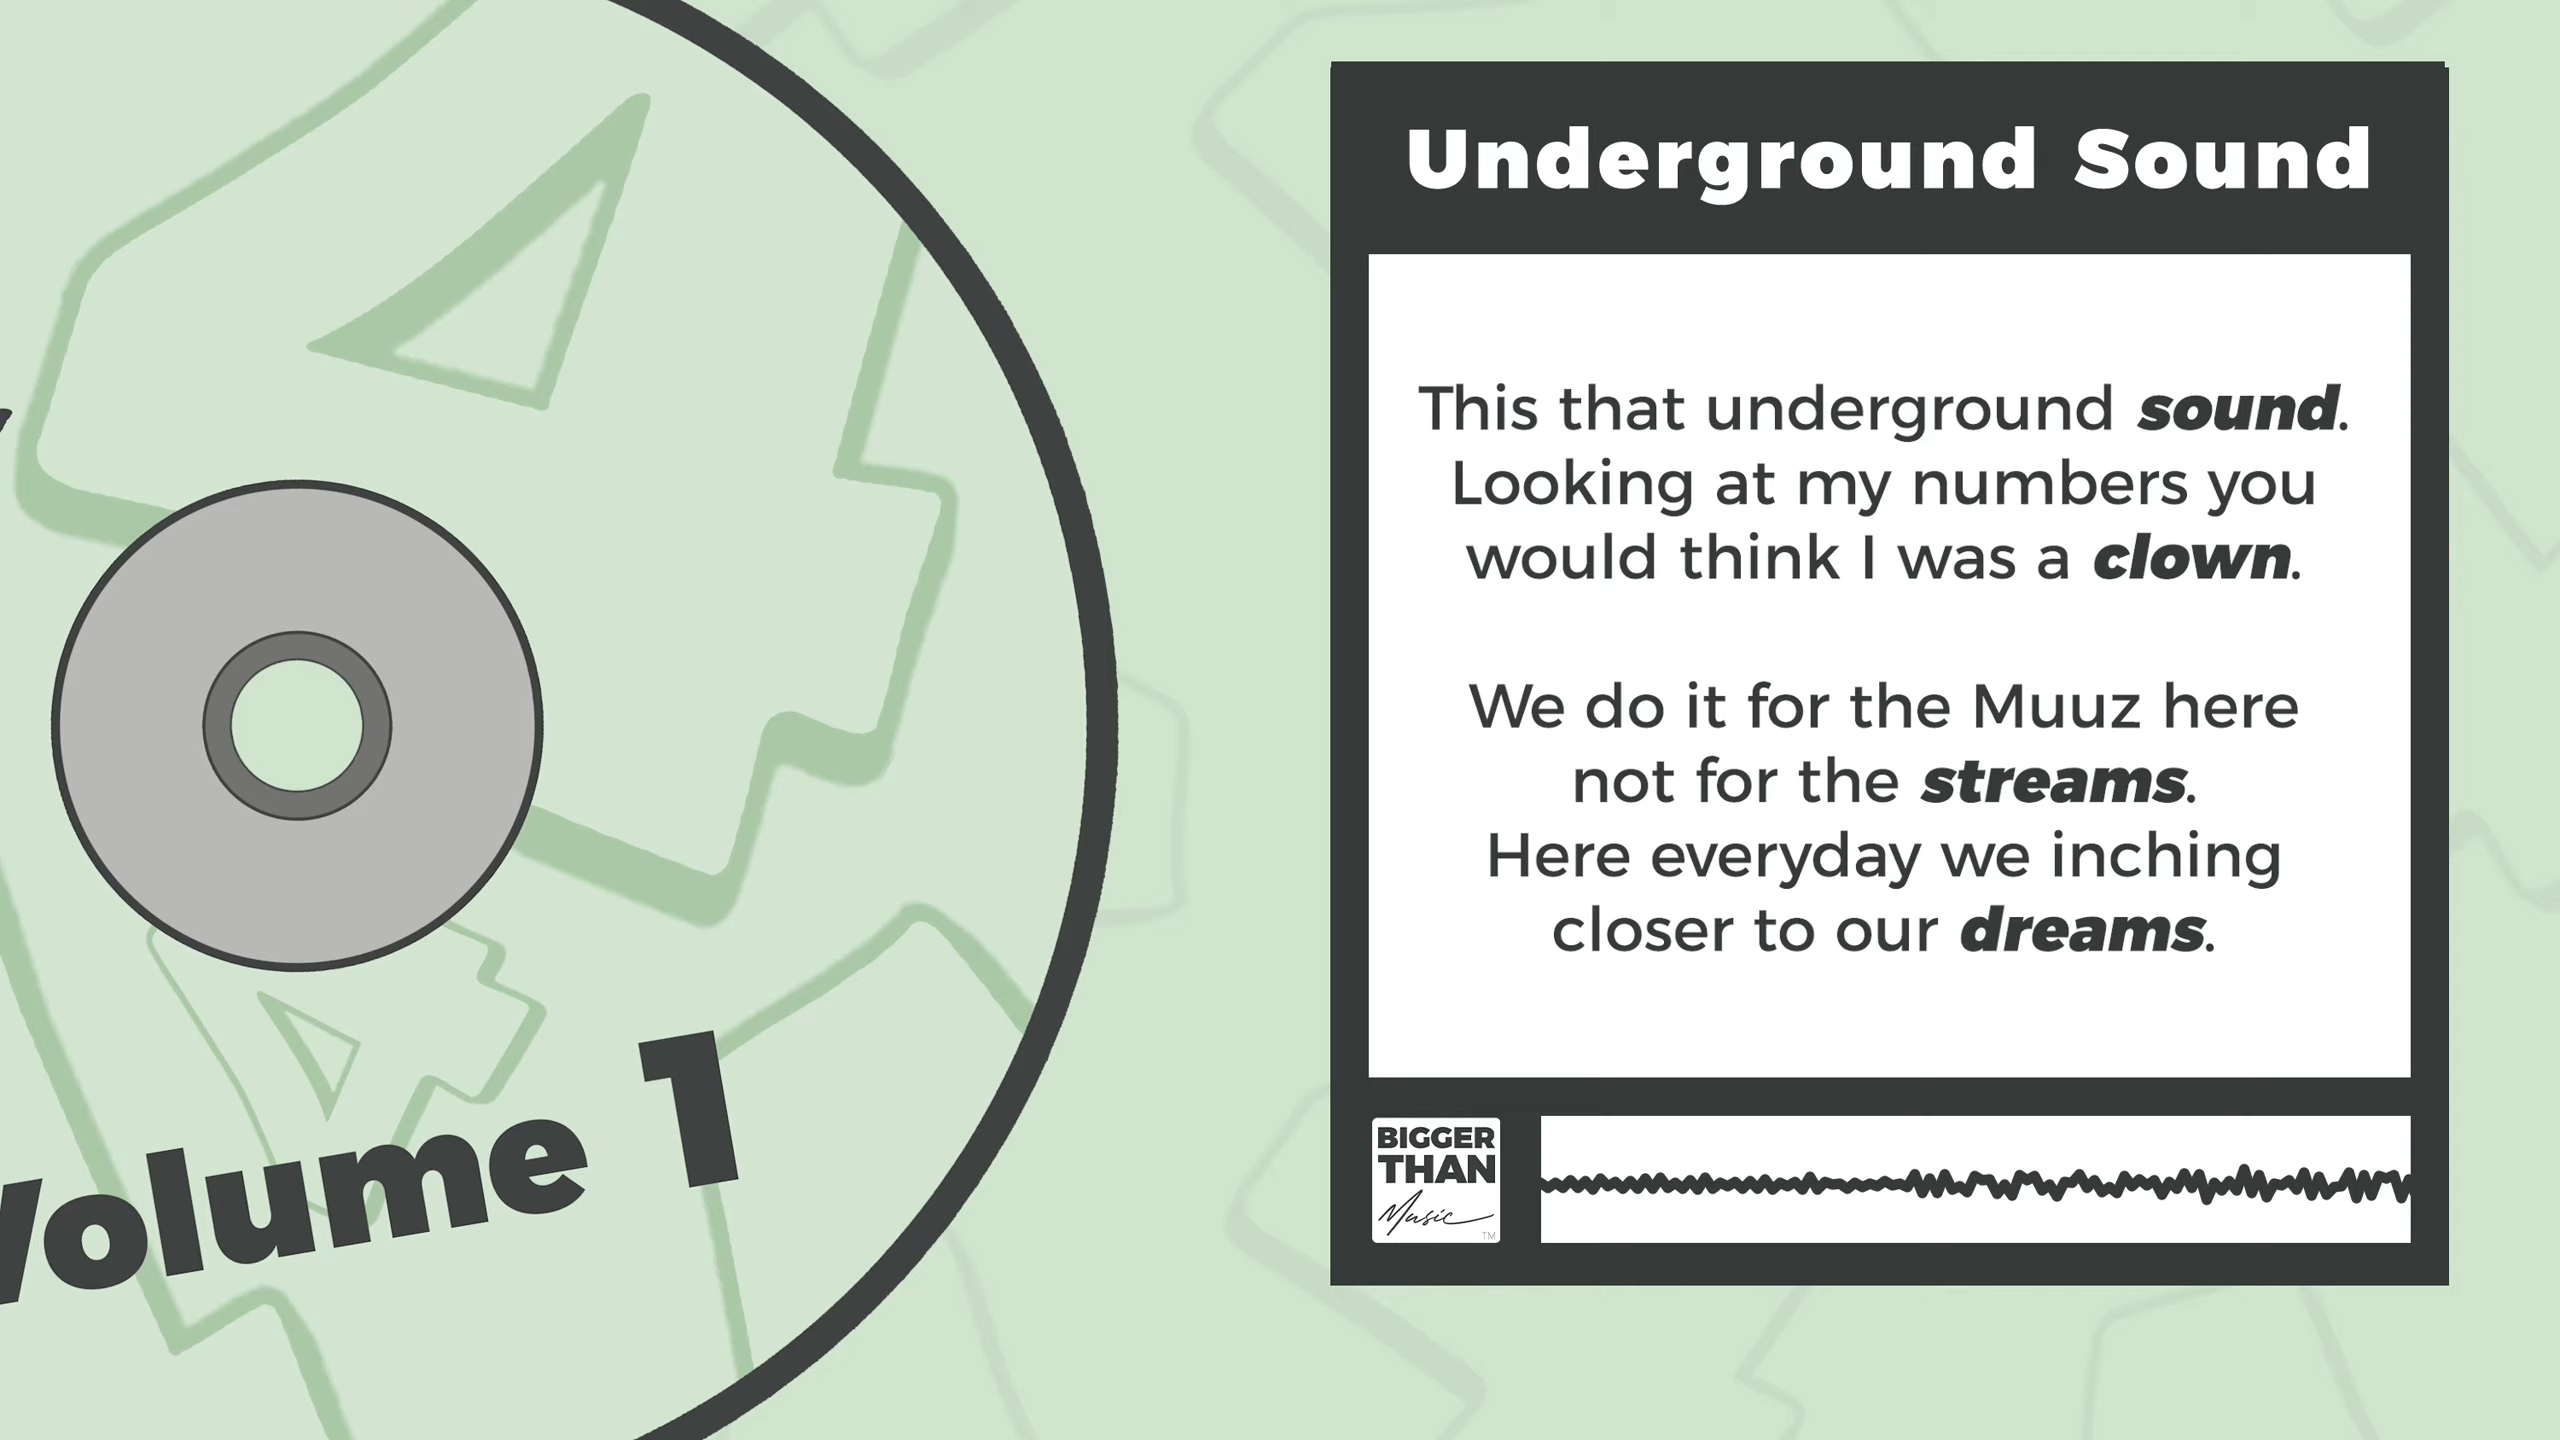 Underground Sound
This that underground sound.
Looking at my numbers you
would think I was a clown.
We do it for the Muuz here
not for the streams.
Here everyday we inching
closer to our dreams.
BIGGER
THAN
Music
TM
Volume 1